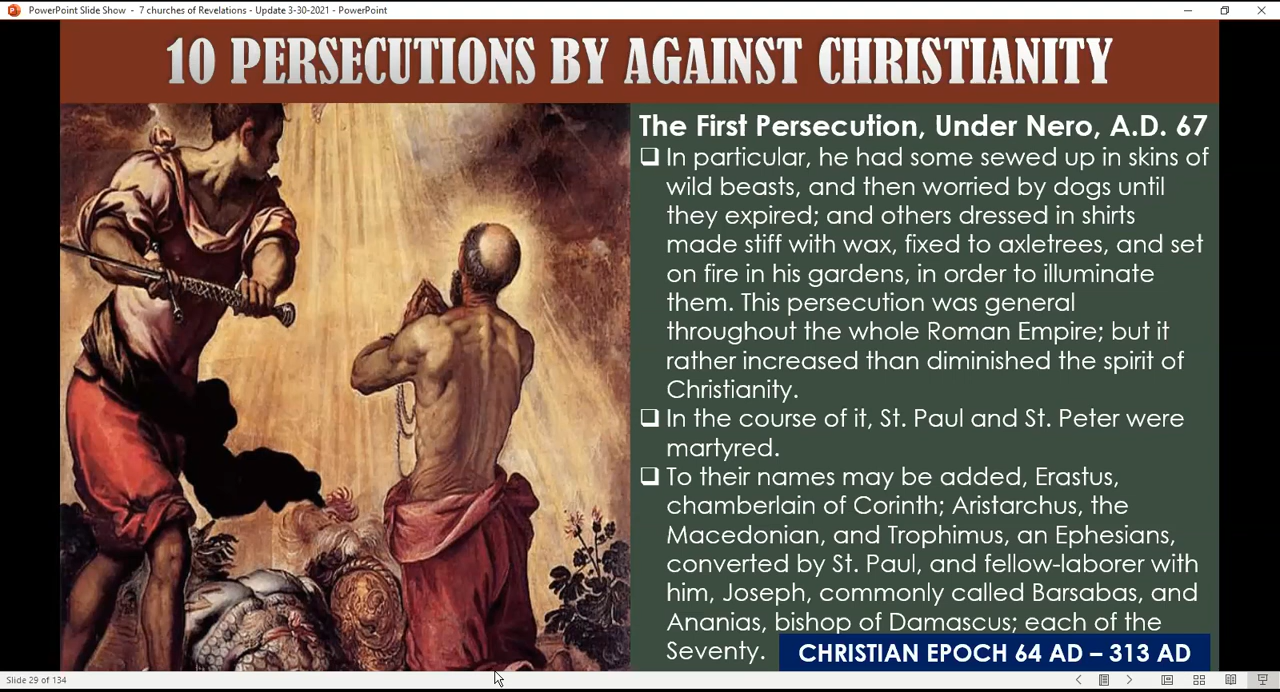 PowerPoint Slide Show - 7 churches of Revelations - Update 3-30-2021 - PowerPoint
10 PERSECUTIONS BY AGAINST CHRISTIANITY
The First Persecution, Under Nero, A.D. 67
In particular, he had some sewed up in skins of
wild beasts, and then worried by dogs until
they expired; and others dressed in shirts
made stiff with wax, fixed to axletrees, and set
on fire in his gardens, in order to illuminate
them. This persecution was general
throughout the whole Roman Empire; but it
rather increased than diminished the spirit of
Christianity.
In the course of it, St. Paul and St. Peter were
martyred.
To their names may be added, Erastus,
chamberlain of Corinth; Aristarchus, the
Macedonian, and Trophimus, an Ephesians,
converted by St. Paul, and fellow-laborer with
him, Joseph, commonly called Barsabas, and
Ananias, bishop of Damascus; each of the
Seventy.
CHRISTIAN EPOCH 64 AD – 313 AD
Slide 29 of 134